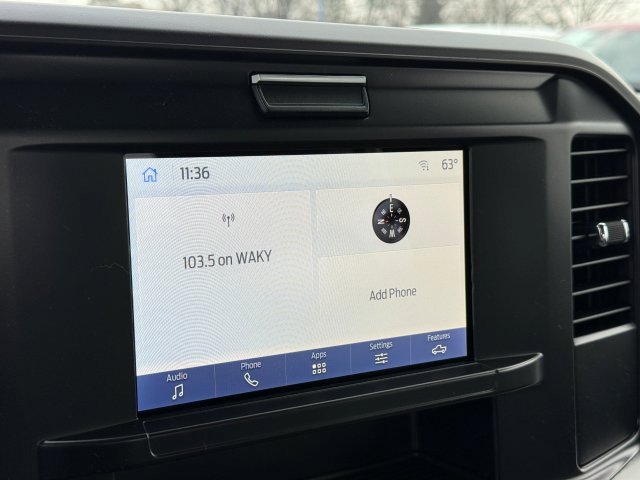 11:36
63°
103.5 on WAKY
E
N S
W
Add Phone
Audio
Phone
Apps
Settings
Features